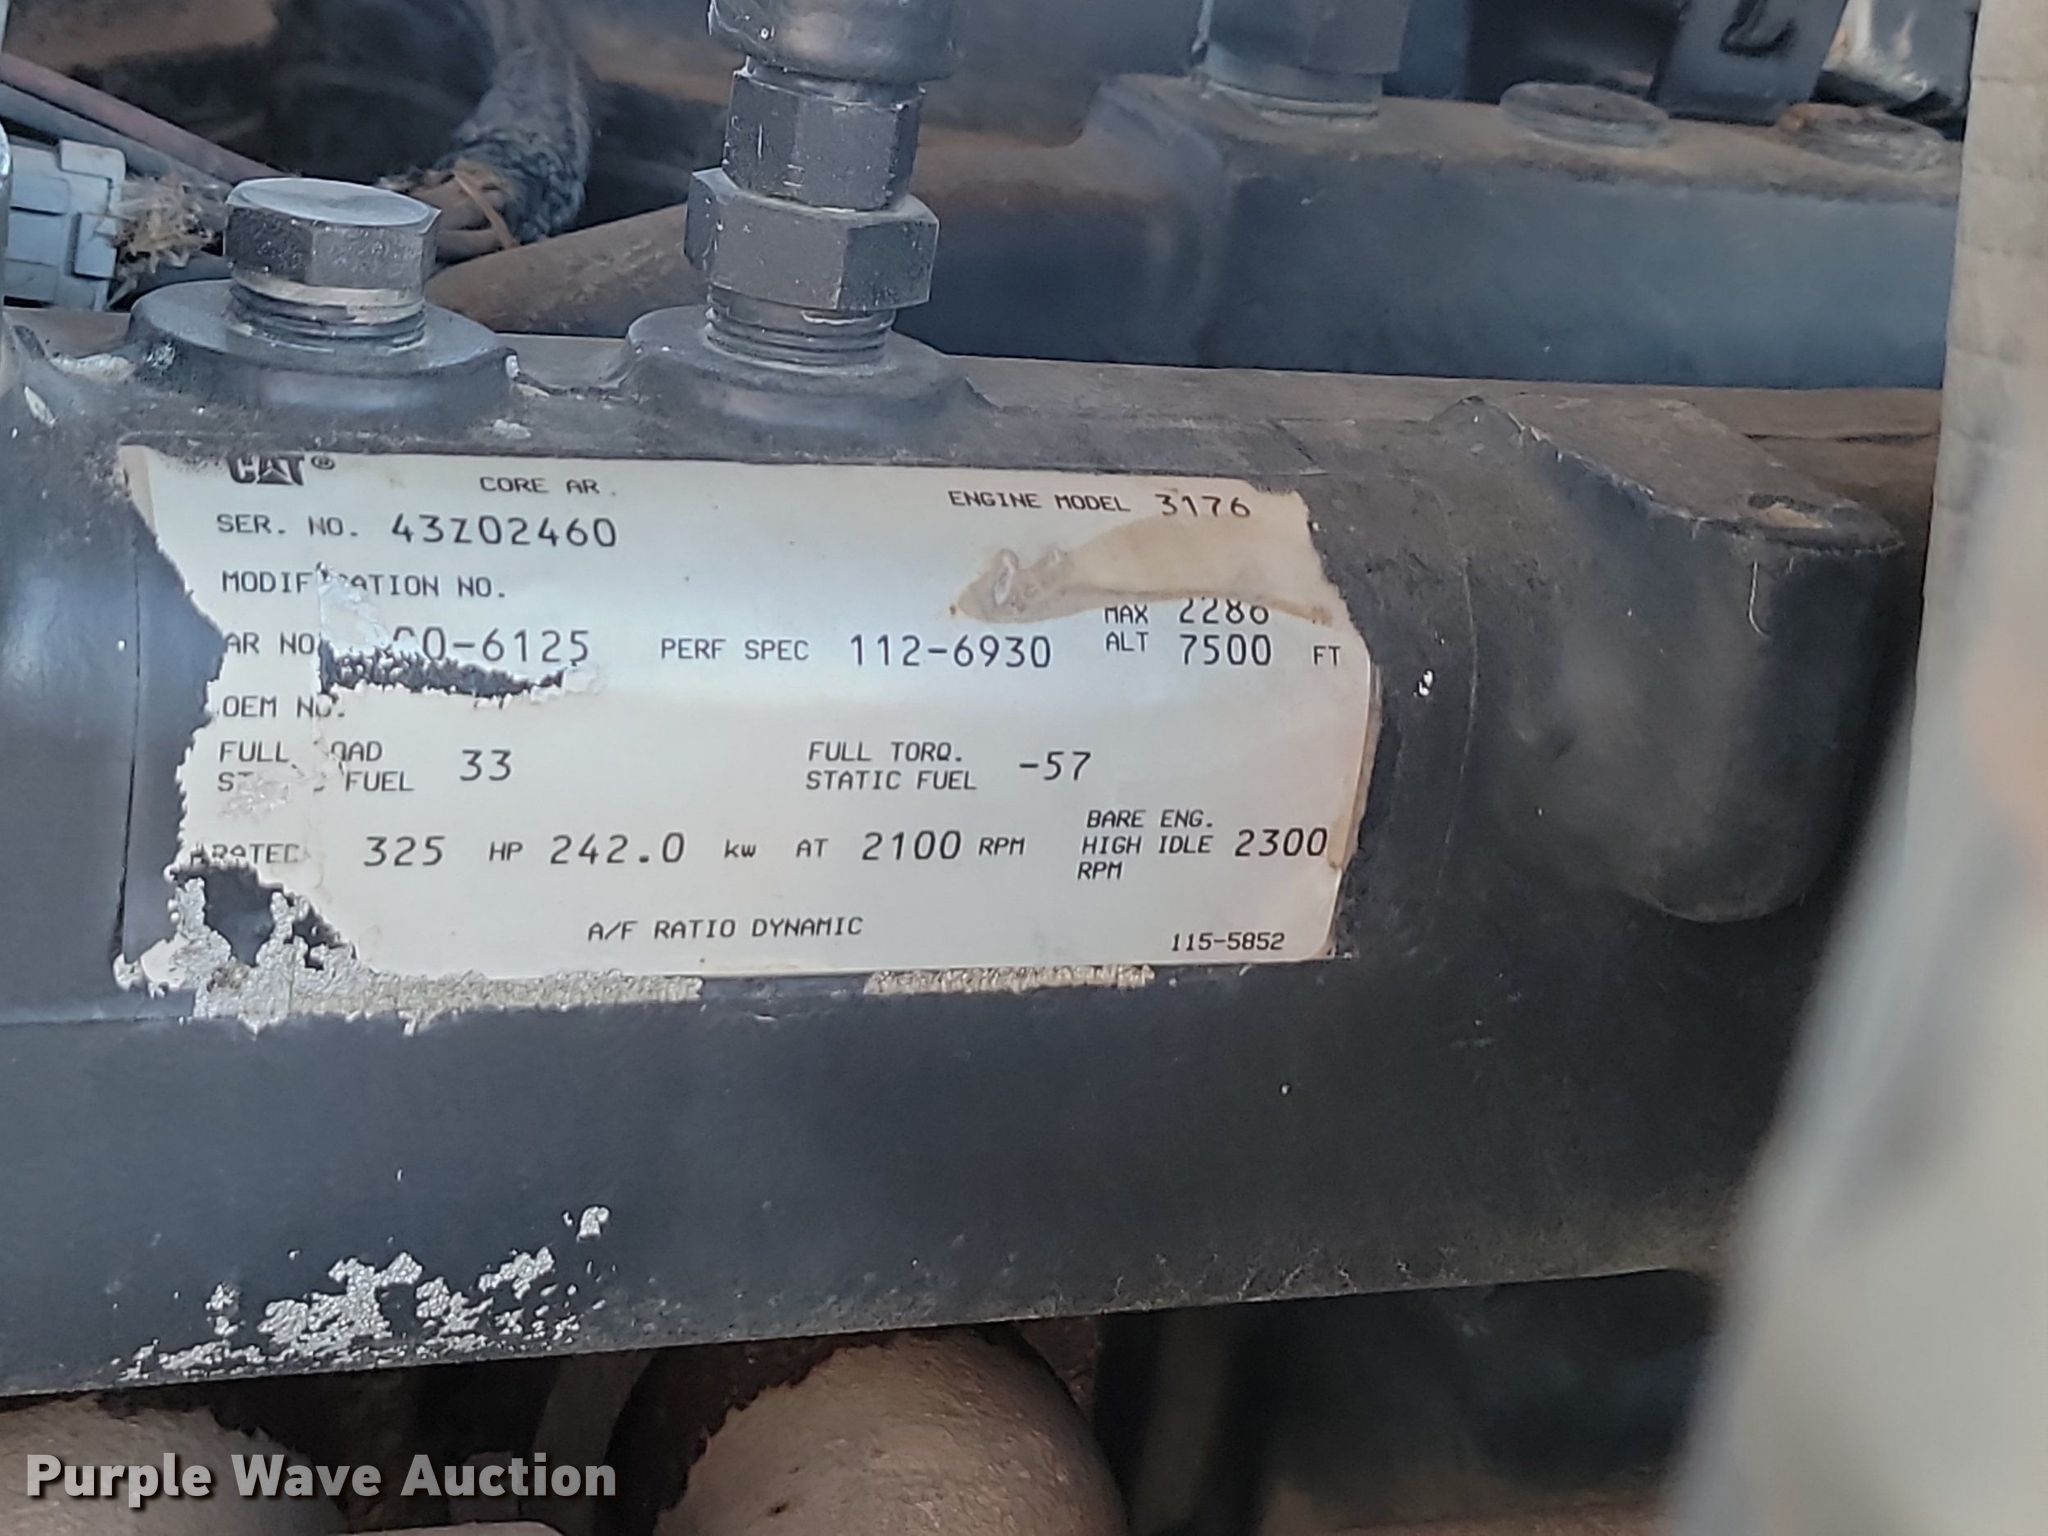 CAT®
CORE AR.
ENGINE MODEL 3176
SER. NO. 43Z02460
MODIF ATION NO.
MAX 2286
AR NO 0-6125 PERF SPEC 112-6930 ALT 7500 FT
OEM NO.
FULL OAD 33 FULL TORQ. -57
FUEL STATIC FUEL
RATED 325 HP 242.0 kw AT 2100 RPM BARE ENG. HIGH IDLE RPM 2300
A/F RATIO DYNAMIC 115-5852
Purple Wave Auction